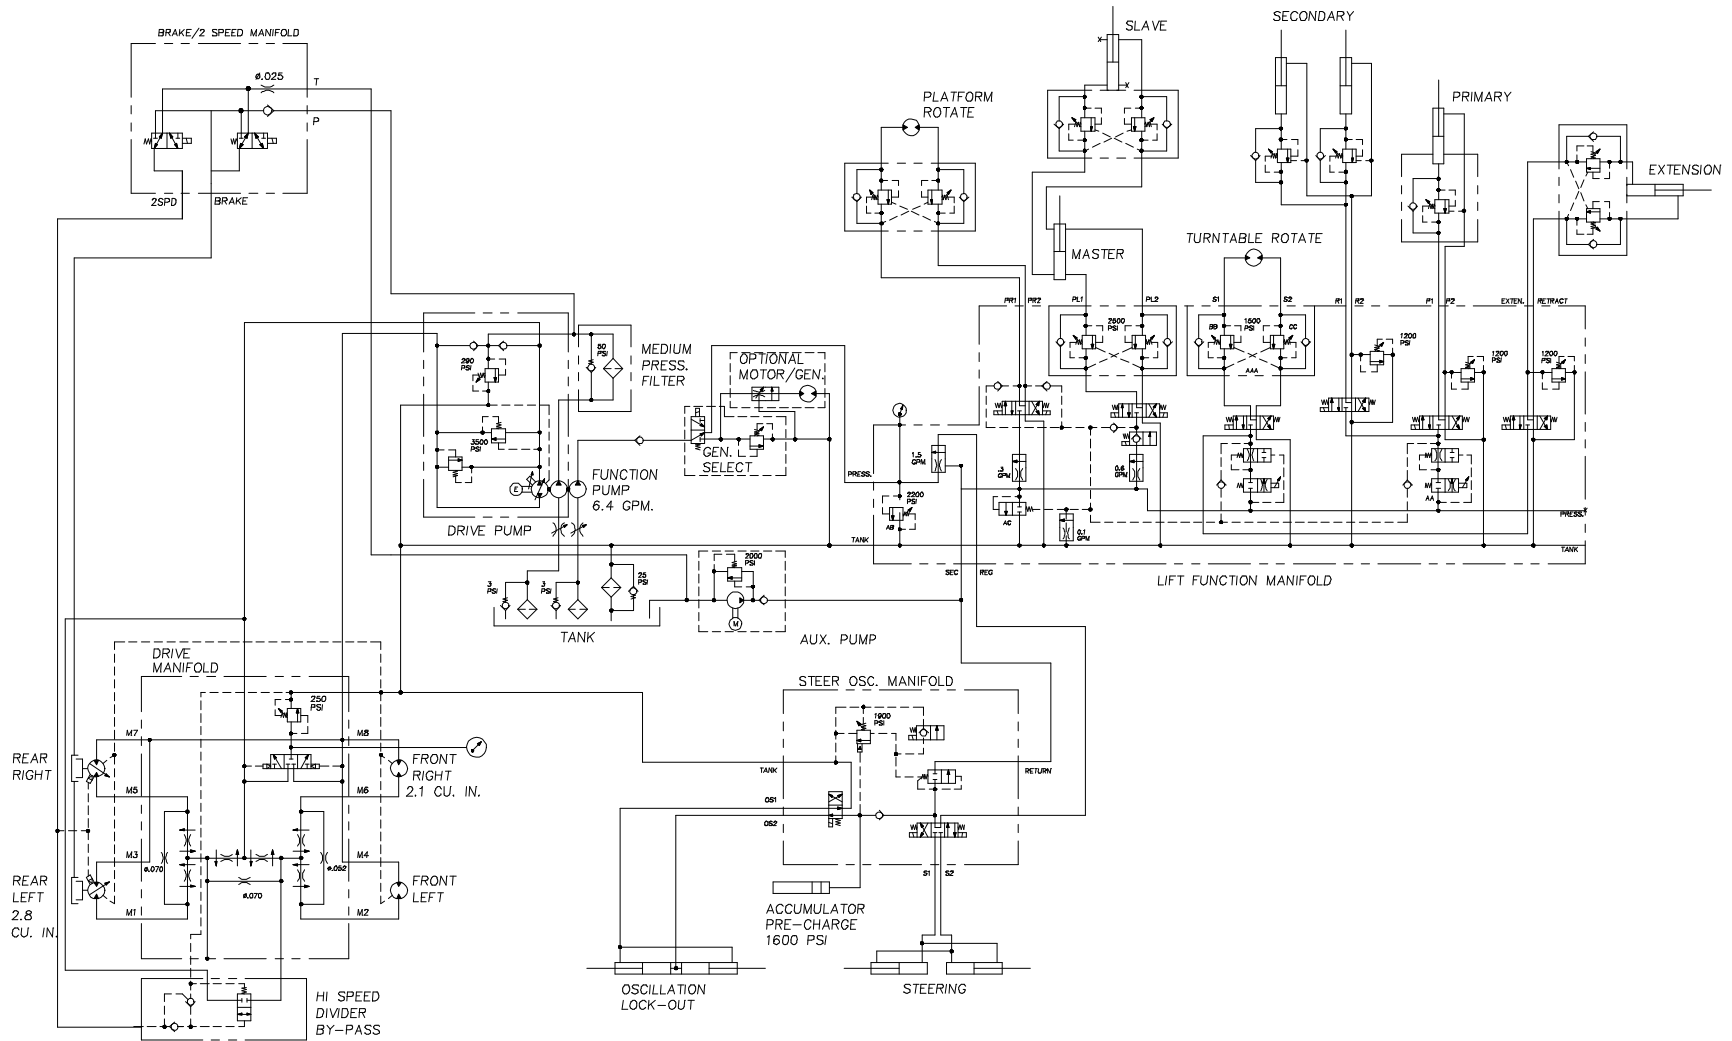 BRAKE/2 SPEED MANIFOLD
ø.025
T
P
2SPD
BRAKE
SLAVE
X
X
SECONDARY
PLATFORM
ROTATE
PRIMARY
EXTENSION
MASTER
TURNTABLE ROTATE
PR1
PR2
PL1
PL2
S1
S2
R1
R2
P1
P2
EXTEN.
RETRACT
2500
PSI
BB
1500
PSI
CC
AAA
1200
PSI
1200
PSI
1200
PSI
290
PSI
3500
PSI
E
50
PSI
MEDIUM
PRESS.
FILTER
OPTIONAL
MOTOR/GEN.
GEN.
SELECT
FUNCTION
PUMP
6.4 GPM.
DRIVE PUMP
PRESS.
1.5
GPM
2200
PSI
AB
.3
GPM
0.6
GPM
AC
0.1
GPM
AA
PRESS.
TANK
TANK
SEC
REG
LIFT FUNCTION MANIFOLD
3
PSI
3
PSI
25
PSI
TANK
2000
PSI
M
AUX. PUMP
DRIVE
MANIFOLD
250
PSI
M7
M8
REAR
RIGHT
FRONT
RIGHT
2.1 CU. IN.
M5
M6
M3
M4
ø.070
ø.052
ø.070
REAR
LEFT
2.8
CU. IN.
FRONT
LEFT
M1
M2
HI SPEED
DIVIDER
BY-PASS
STEER OSC. MANIFOLD
1900
PSI
TANK
RETURN
OS1
OS2
S1
S2
ACCUMULATOR
PRE-CHARGE
1600 PSI
OSCILLATION
LOCK-OUT
STEERING